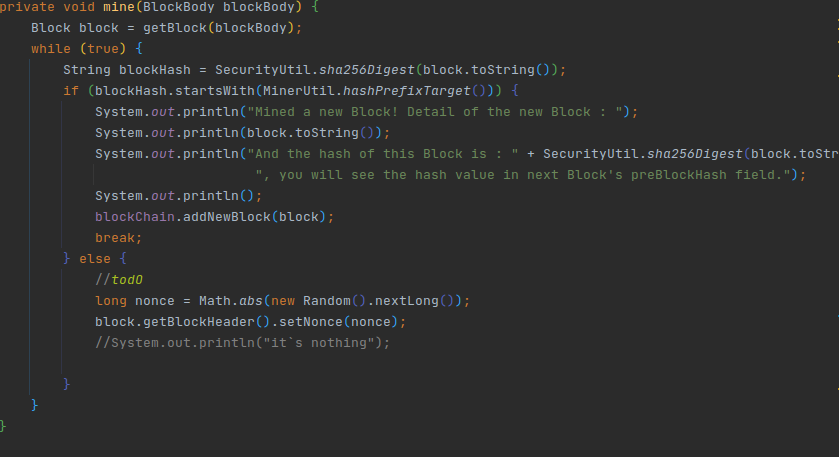 private void mine(BlockBody blockBody) {
    Block block = getBlock(blockBody);
    while (true) {
        String blockHash = SecurityUtil.sha256Digest(block.toString());
        if (blockHash.startsWith(MinerUtil.hashPrefixTarget())) {
            System.out.println("Mined a new Block! Detail of the new Block : ");
            System.out.println(block.toString());
            System.out.println("And the hash of this Block is : " + SecurityUtil.sha256Digest(block.toStr
                                ", you will see the hash value in next Block's preBlockHash field.");
            System.out.println();
            blockChain.addNewBlock(block);
            break;
        } else {
            //todO
            long nonce = Math.abs(new Random().nextLong());
            block.getBlockHeader().setNonce(nonce);
            //System.out.println("it`s nothing");
        }
    }
}